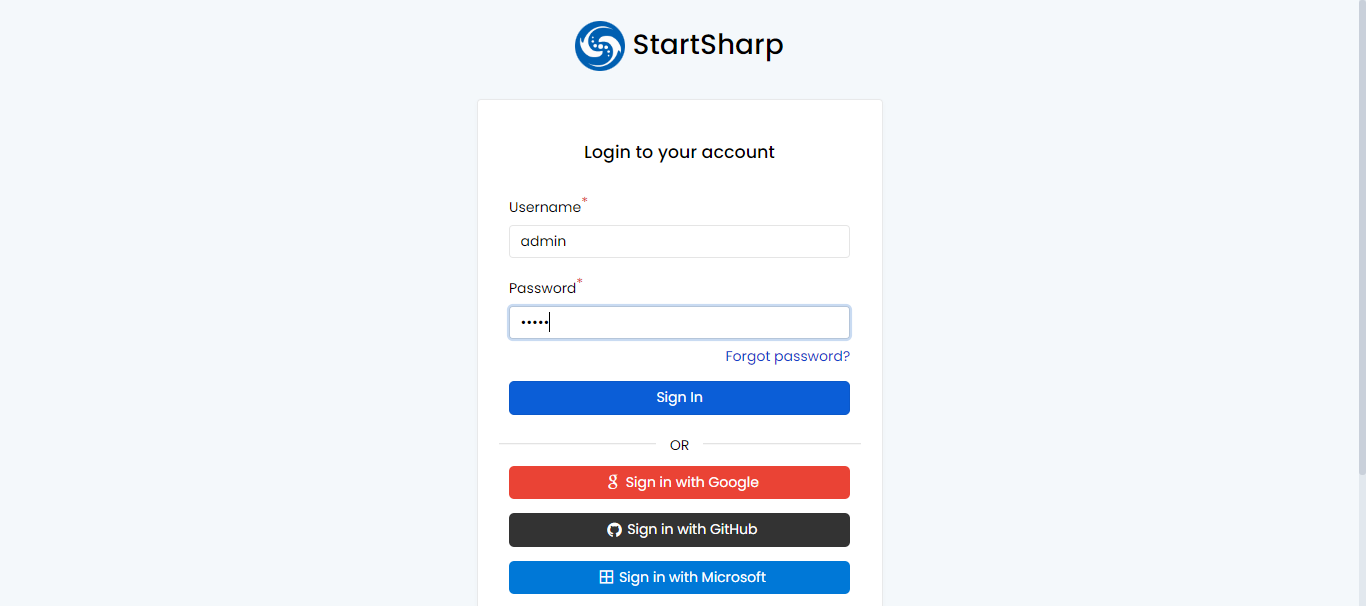 StartSharp
Login to your account
Username*
admin
Password*
•••••
Forgot password?
Sign In
OR
Sign in with Google
Sign in with GitHub
Sign in with Microsoft